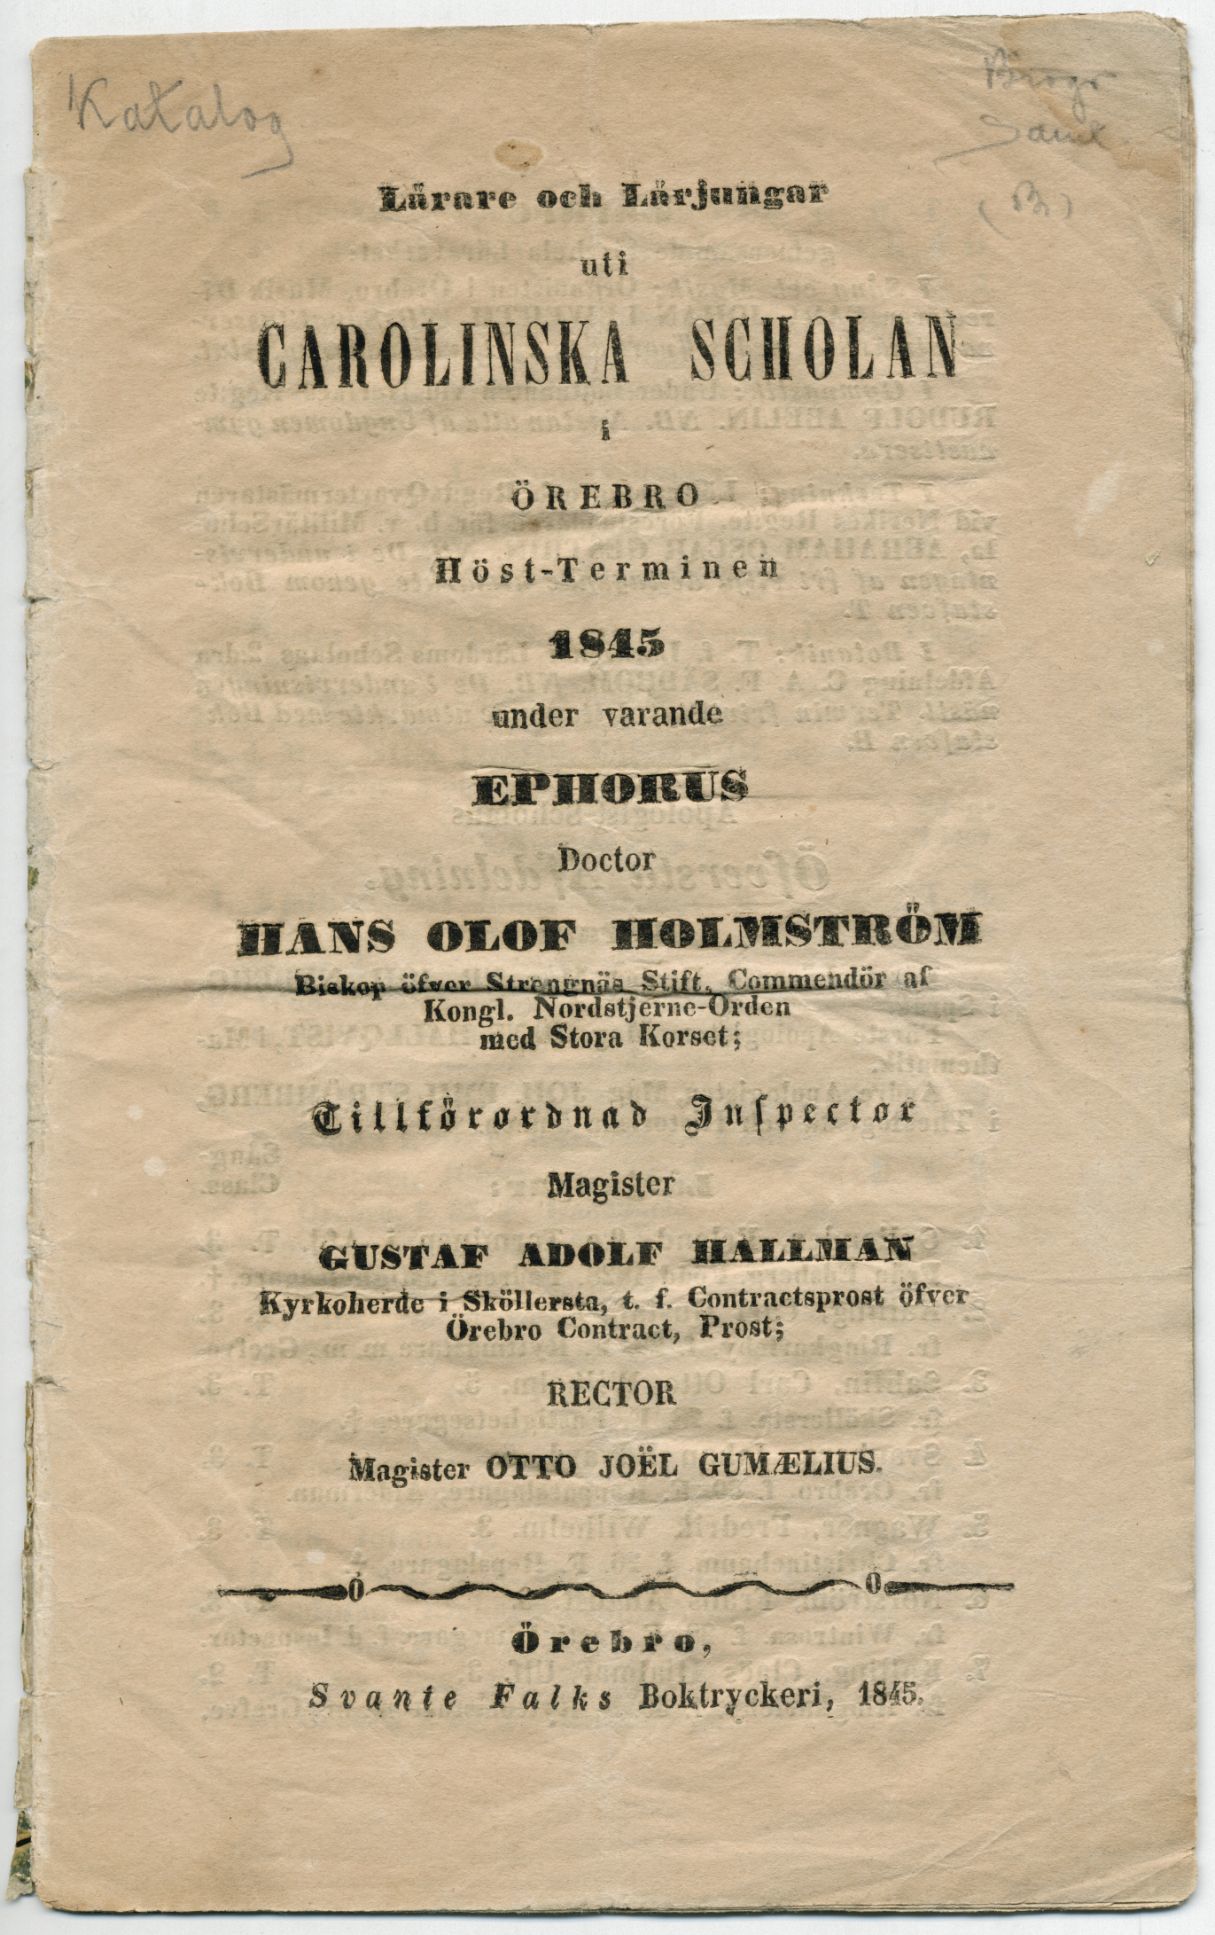 Katalog
Lärare och Lärjungar
uti
CAROLINSKA SCHOLAN
i
ÖREBRO
Höst-Terminen
1845
under varande
EPHORUS
Doctor
HANS OLOF HOLMSTRÖM
Biskop öfver Strengnäs Stift, Commendör af
Kongl. Nordstjerne-Orden
med Stora Korset;
Tillförordnad Inspector
Magister
GUSTAF ADOLF HALLMAN
Kyrkoherde i Sköllersta, t. f. Contractsprost öfver
Örebro Contract, Prost;
RECTOR
Magister OTTO JOËL GUMÆLIUS.
Örebro,
Svante Falks Boktryckeri, 1845.